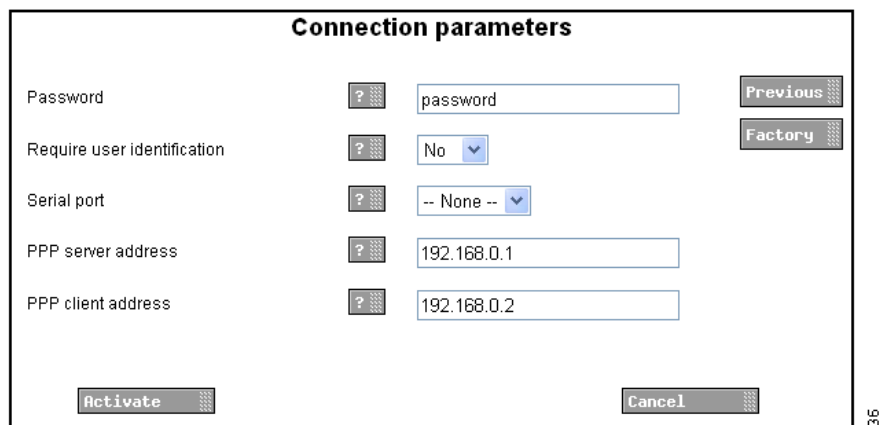 Connection parameters
Password ? password Previous
Factory
Require user identification ? No
Serial port ? -- None --
PPP server address ? 192.168.0.1
PPP client address ? 192.168.0.2
Activate Cancel